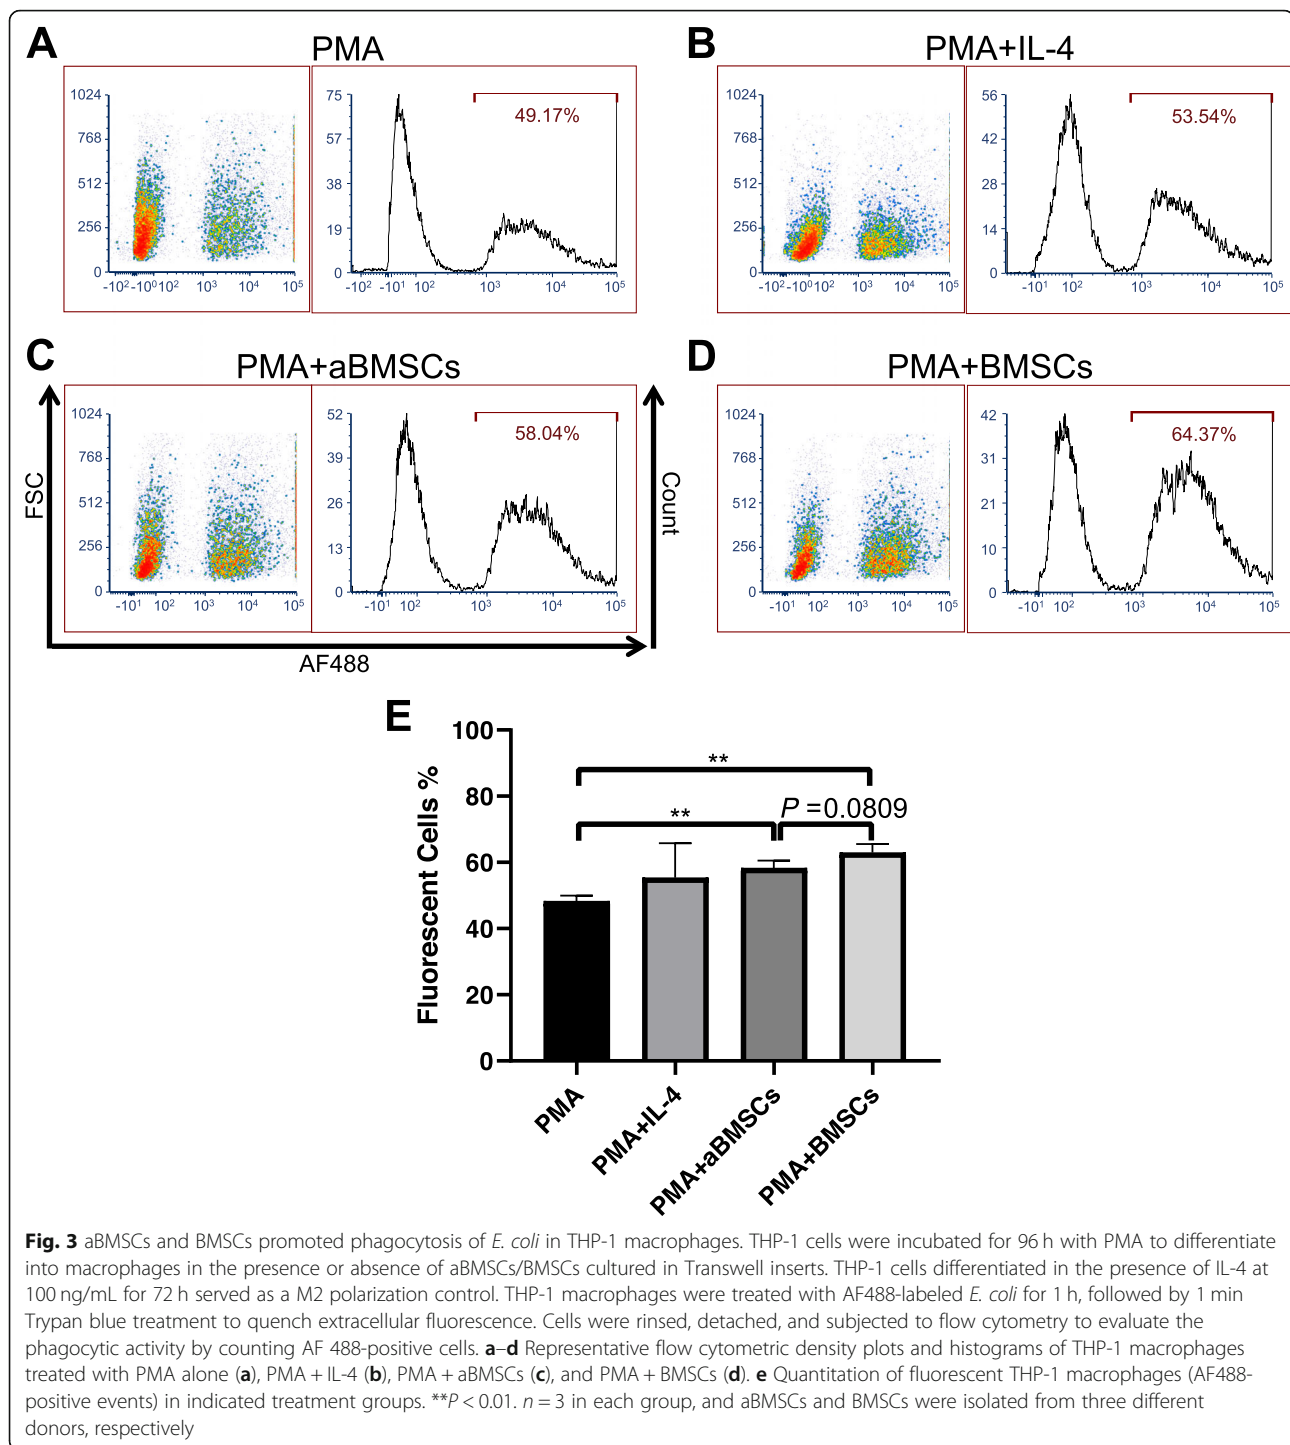 A
PMA
1024
768
512
256
0
-10² -10⁰ 0 10² 10³ 10⁴ 10⁵
75
57
38
19
0
49.17%
-10² -10¹ 10² 10³ 10⁴ 10⁵
B
PMA+IL-4
1024
768
512
256
0
-10² -10⁰ 0 10² 10³ 10⁴ 10⁵
56
42
28
14
0
53.54%
-10¹ 10² 10³ 10⁴ 10⁵
C
PMA+aBMSCs
FSC
1024
768
512
256
0
-10¹ 10² 10³ 10⁴ 10⁵
52
39
26
13
0
58.04%
-10¹ 10² 10³ 10⁴ 10⁵
AF488
D
PMA+BMSCs
Count
1024
768
512
256
0
-10¹ 10² 10³ 10⁴ 10⁵
42
31
21
10
0
64.37%
-10¹ 10² 10³ 10⁴ 10⁵
E
Fluorescent Cells %
100
80
60
40
20
0
**
**
P =0.0809
PMA
PMA+IL-4
PMA+aBMSCs
PMA+BMSCs
Fig. 3 aBMSCs and BMSCs promoted phagocytosis of E. coli in THP-1 macrophages. THP-1 cells were incubated for 96 h with PMA to differentiate
into macrophages in the presence or absence of aBMSCs/BMSCs cultured in Transwell inserts. THP-1 cells differentiated in the presence of IL-4 at
100 ng/mL for 72 h served as a M2 polarization control. THP-1 macrophages were treated with AF488-labeled E. coli for 1 h, followed by 1 min
Trypan blue treatment to quench extracellular fluorescence. Cells were rinsed, detached, and subjected to flow cytometry to evaluate the
phagocytic activity by counting AF 488-positive cells. a–d Representative flow cytometric density plots and histograms of THP-1 macrophages
treated with PMA alone (a), PMA + IL-4 (b), PMA + aBMSCs (c), and PMA + BMSCs (d). e Quantitation of fluorescent THP-1 macrophages (AF488-
positive events) in indicated treatment groups. **P < 0.01. n = 3 in each group, and aBMSCs and BMSCs were isolated from three different
donors, respectively